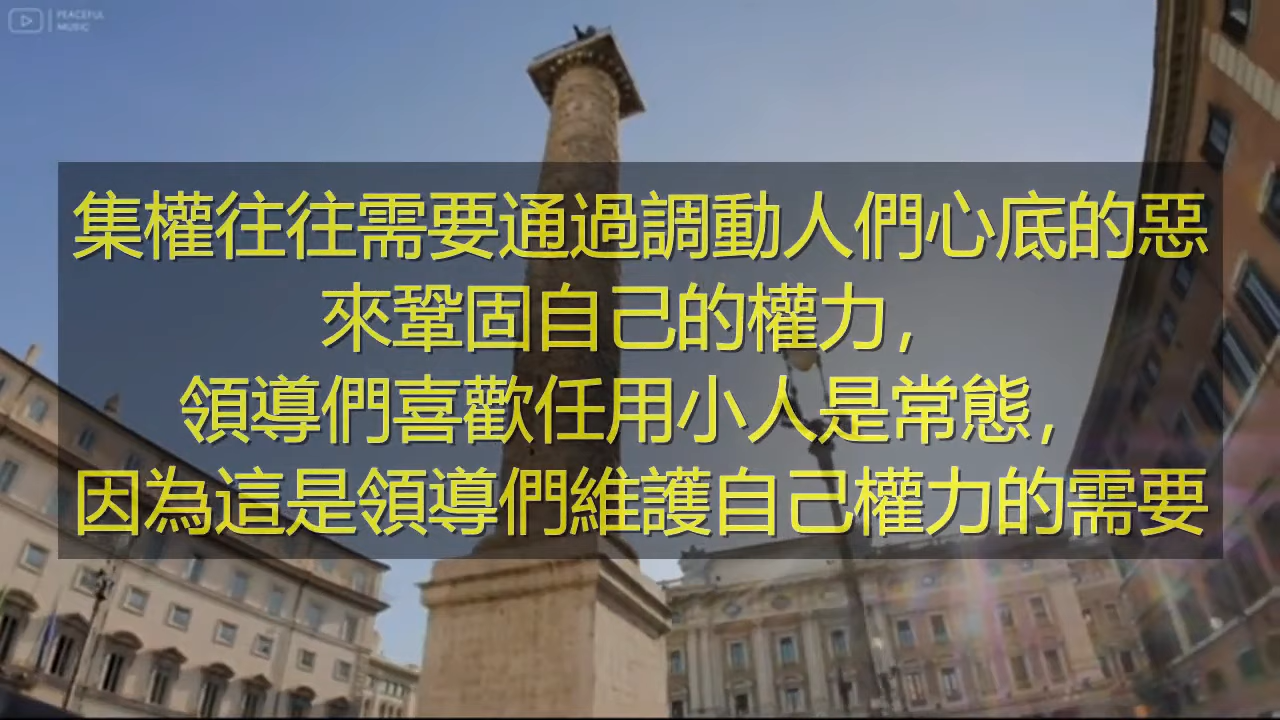 PEACEFUL
MUSIC
集權往往需要通過調動人們心底的惡
來鞏固自己的權力，
領導們喜歡任用小人是常態，
因為這是領導們維護自己權力的需要